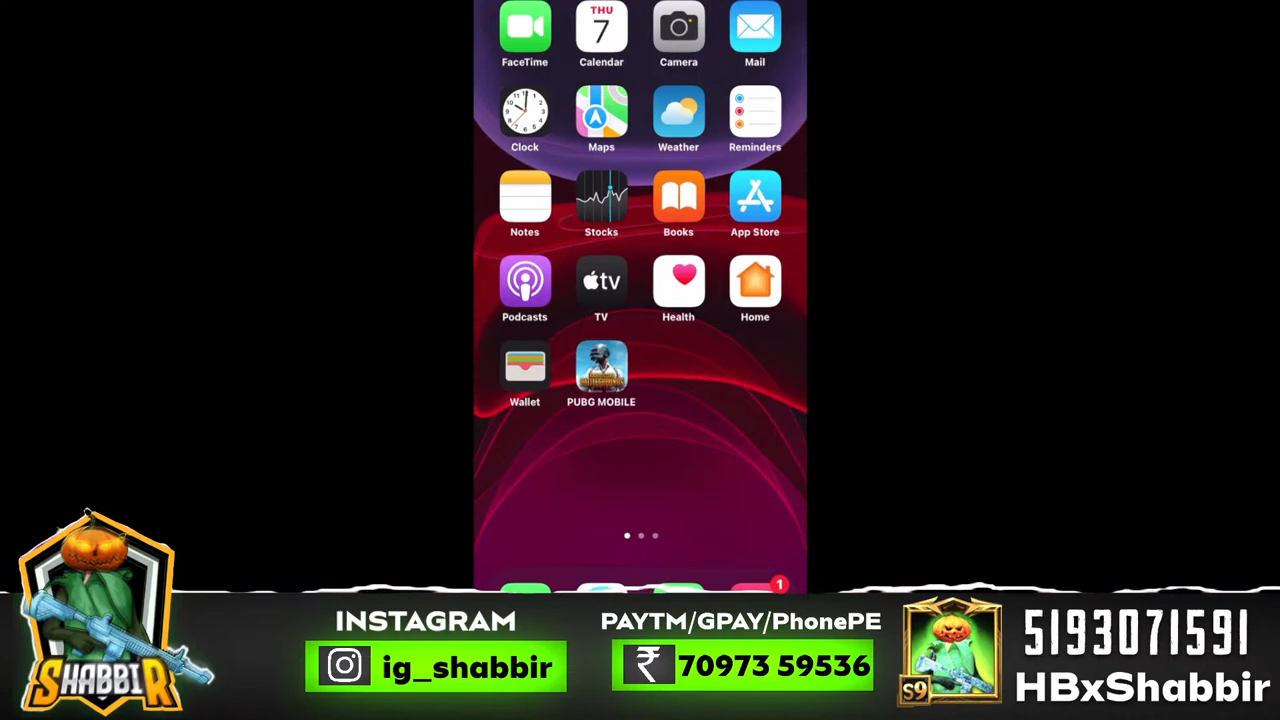 THU
7
FaceTime
Calendar
Camera
Mail
Clock
Maps
Weather
Reminders
Notes
Stocks
Books
App Store
tv
Podcasts
TV
Health
Home
Wallet
PUBG MOBILE
1
INSTAGRAM
ig_shabbir
PAYTM/GPAY/PhonePE
₹ 70973 59536
S9
5193071591
HBxShabbir
SHABBIR